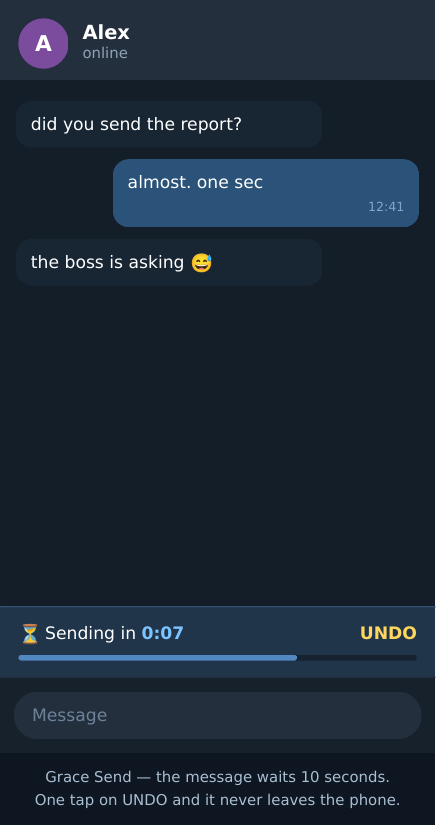 A
Alex
online
did you send the report?
almost. one sec
12:41
the boss is asking 😅
⏳ Sending in 0:07
UNDO
Message
Grace Send — the message waits 10 seconds.
One tap on UNDO and it never leaves the phone.